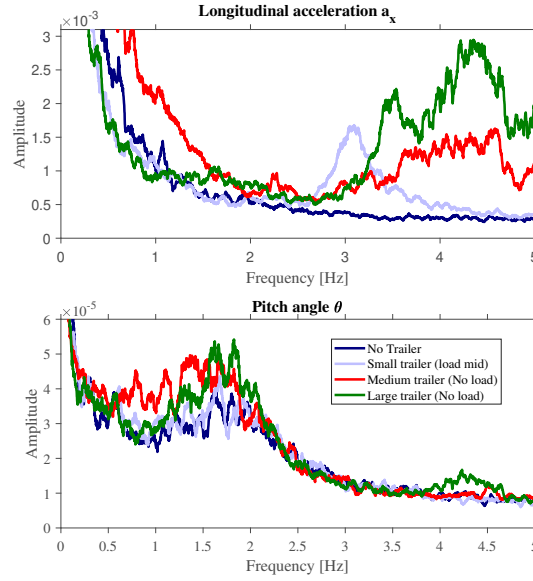 Longitudinal acceleration a_x
×10^-3
3
2.5
2
1.5
1
0.5
0
Amplitude
0 1 2 3 4 5
Frequency [Hz]
Pitch angle θ
×10^-5
6
5
4
3
2
1
0
Amplitude
No Trailer
Small trailer (load mid)
Medium trailer (No load)
Large trailer (No load)
0 0.5 1 1.5 2 2.5 3 3.5 4 4.5 5
Frequency [Hz]